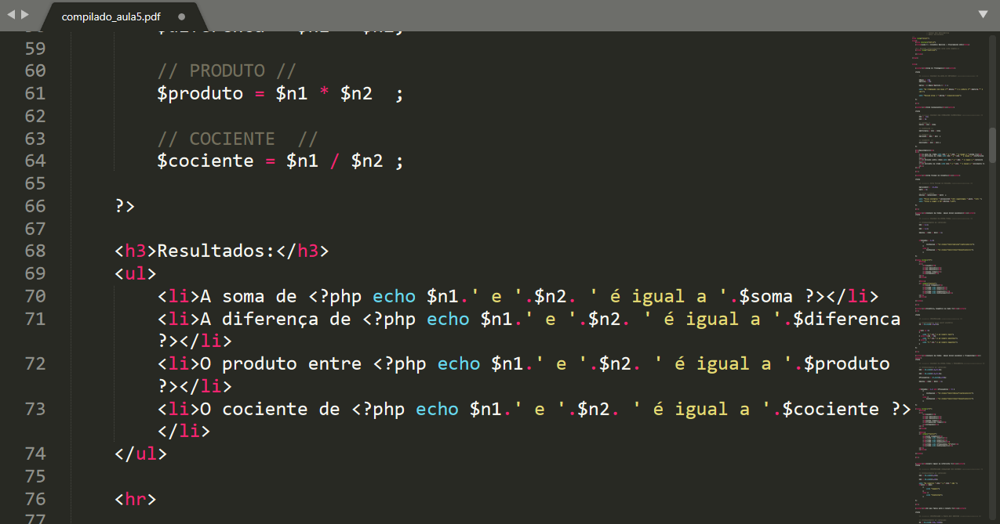 compilado_aula5.pdf
59
60 // PRODUTO //
61 $produto = $n1 * $n2  ;
62
63 // COCIENTE  //
64 $cociente = $n1 / $n2 ;
65
66 ?>
67
68 <h3>Resultados:</h3>
69 <ul>
70 <li>A soma de <?php echo $n1.' e '.$n2. ' é igual a '.$soma ?></li>
71 <li>A diferença de <?php echo $n1.' e '.$n2. ' é igual a '.$diferenca
?></li>
72 <li>O produto entre <?php echo $n1.' e '.$n2. ' é igual a '.$produto
?></li>
73 <li>O cociente de <?php echo $n1.' e '.$n2. ' é igual a '.$cociente ?>
</li>
74 </ul>
75
76 <hr>
77